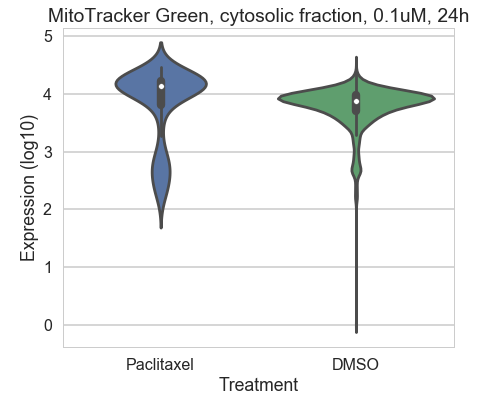 MitoTracker Green, cytosolic fraction, 0.1uM, 24h
5
4
3
2
1
0
Expression (log10)
Paclitaxel DMSO
Treatment